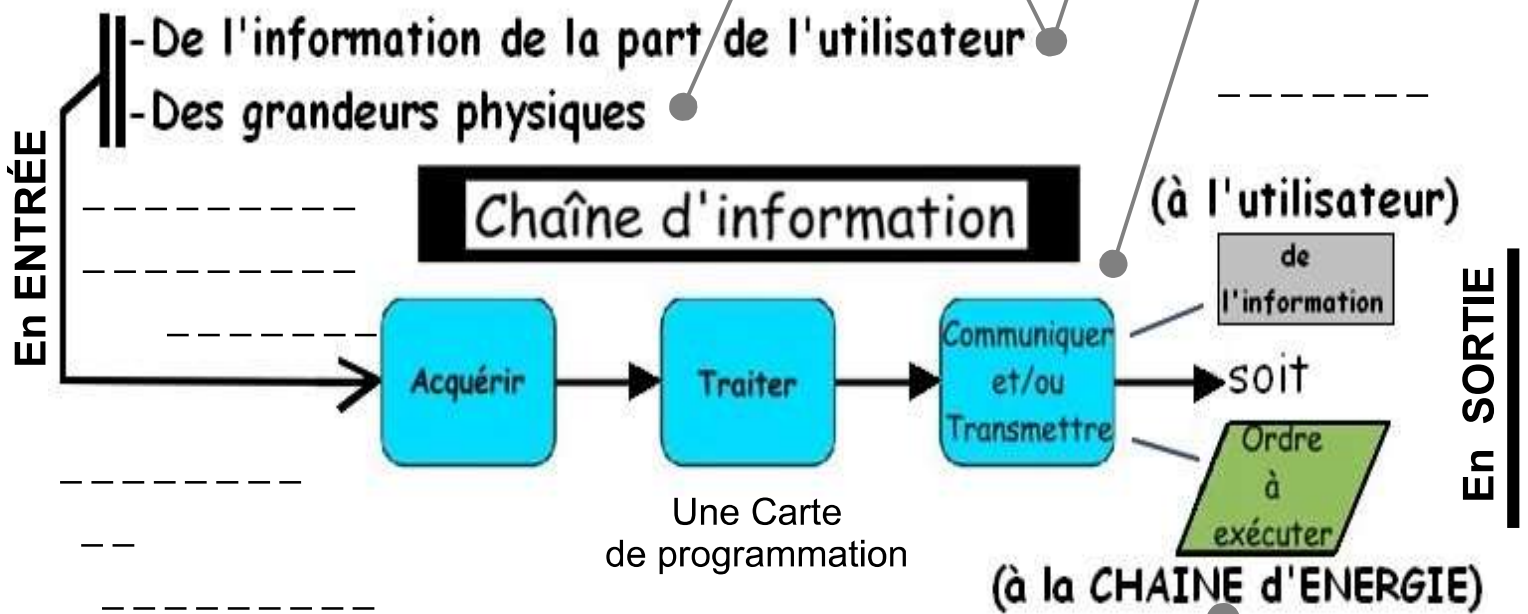 -De l'information de la part de l'utilisateur
-Des grandeurs physiques
En ENTRÉE
Chaîne d'information
(à l'utilisateur)
de
l'information
Acquérir
Traiter
Communiquer
et/ou
Transmettre
soit
Ordre
à
exécuter
En SORTIE
Une Carte
de programmation
(à la CHAINE d'ENERGIE)